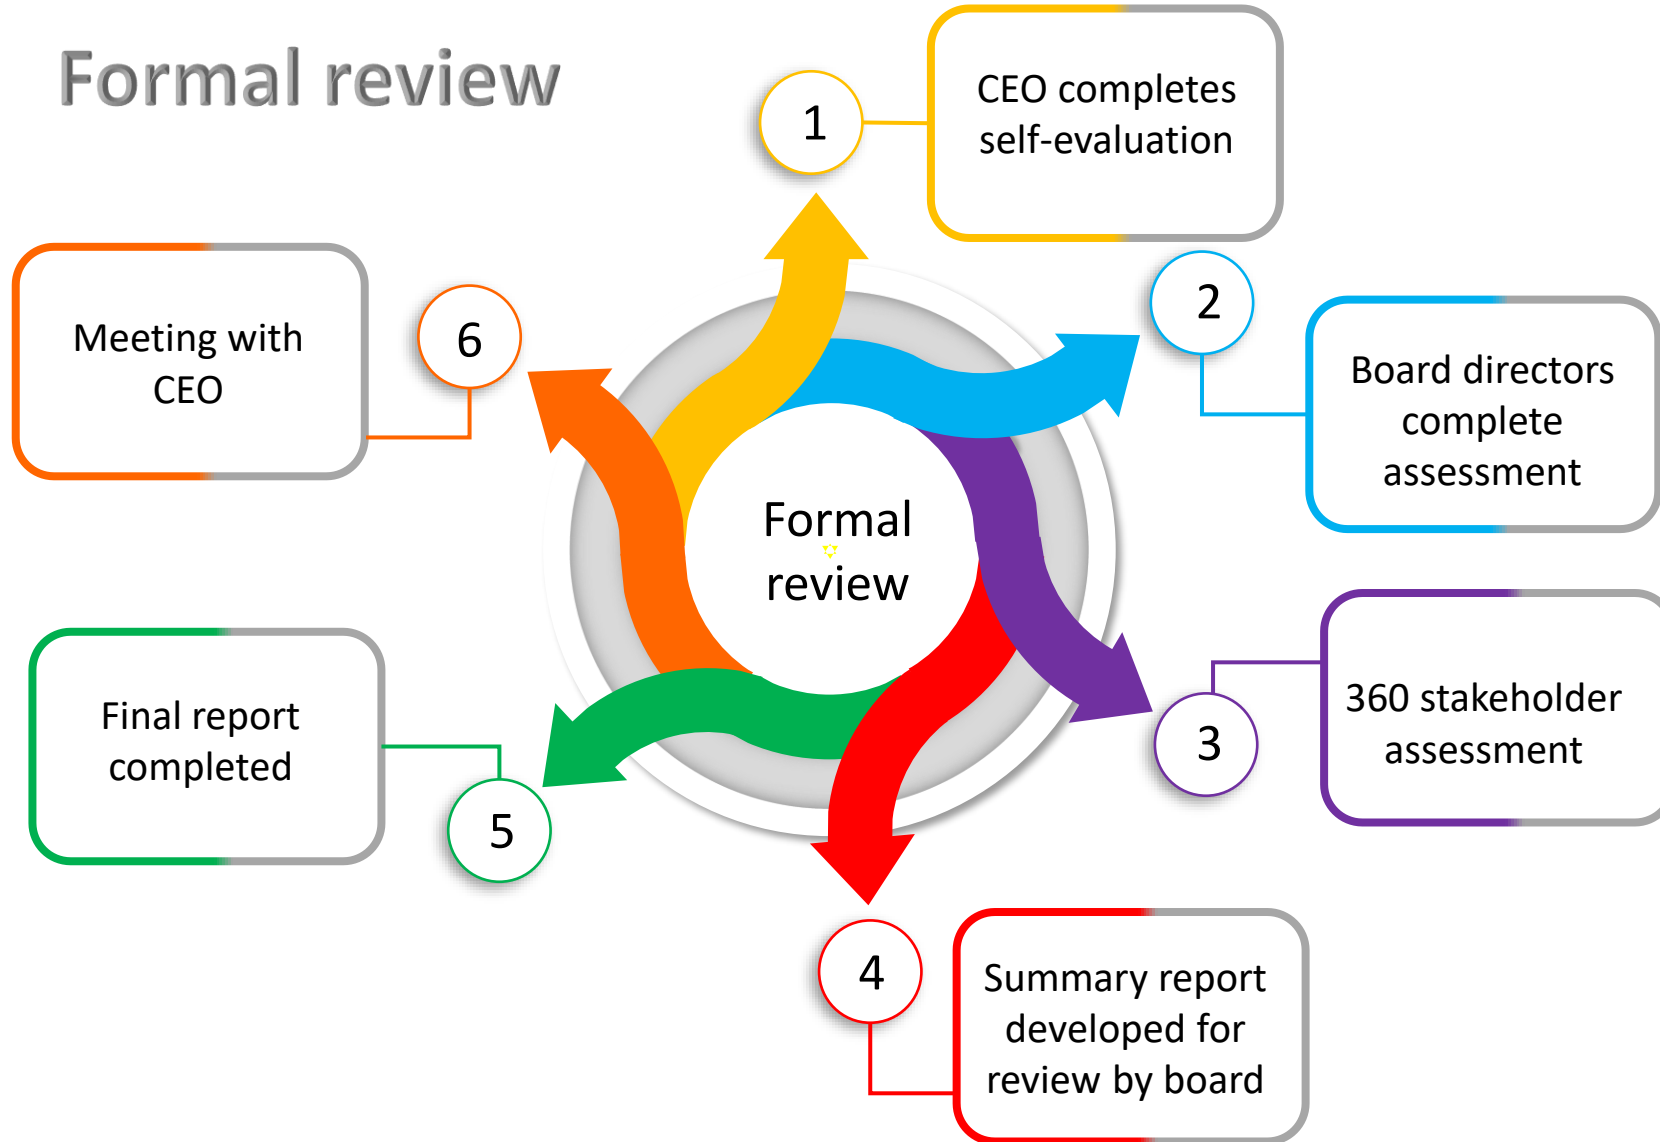 Formal review
1
CEO completes
self-evaluation
2
Board directors
complete
assessment
3
360 stakeholder
assessment
4
Summary report
developed for
review by board
5
Final report
completed
6
Meeting with
CEO
Formal
review